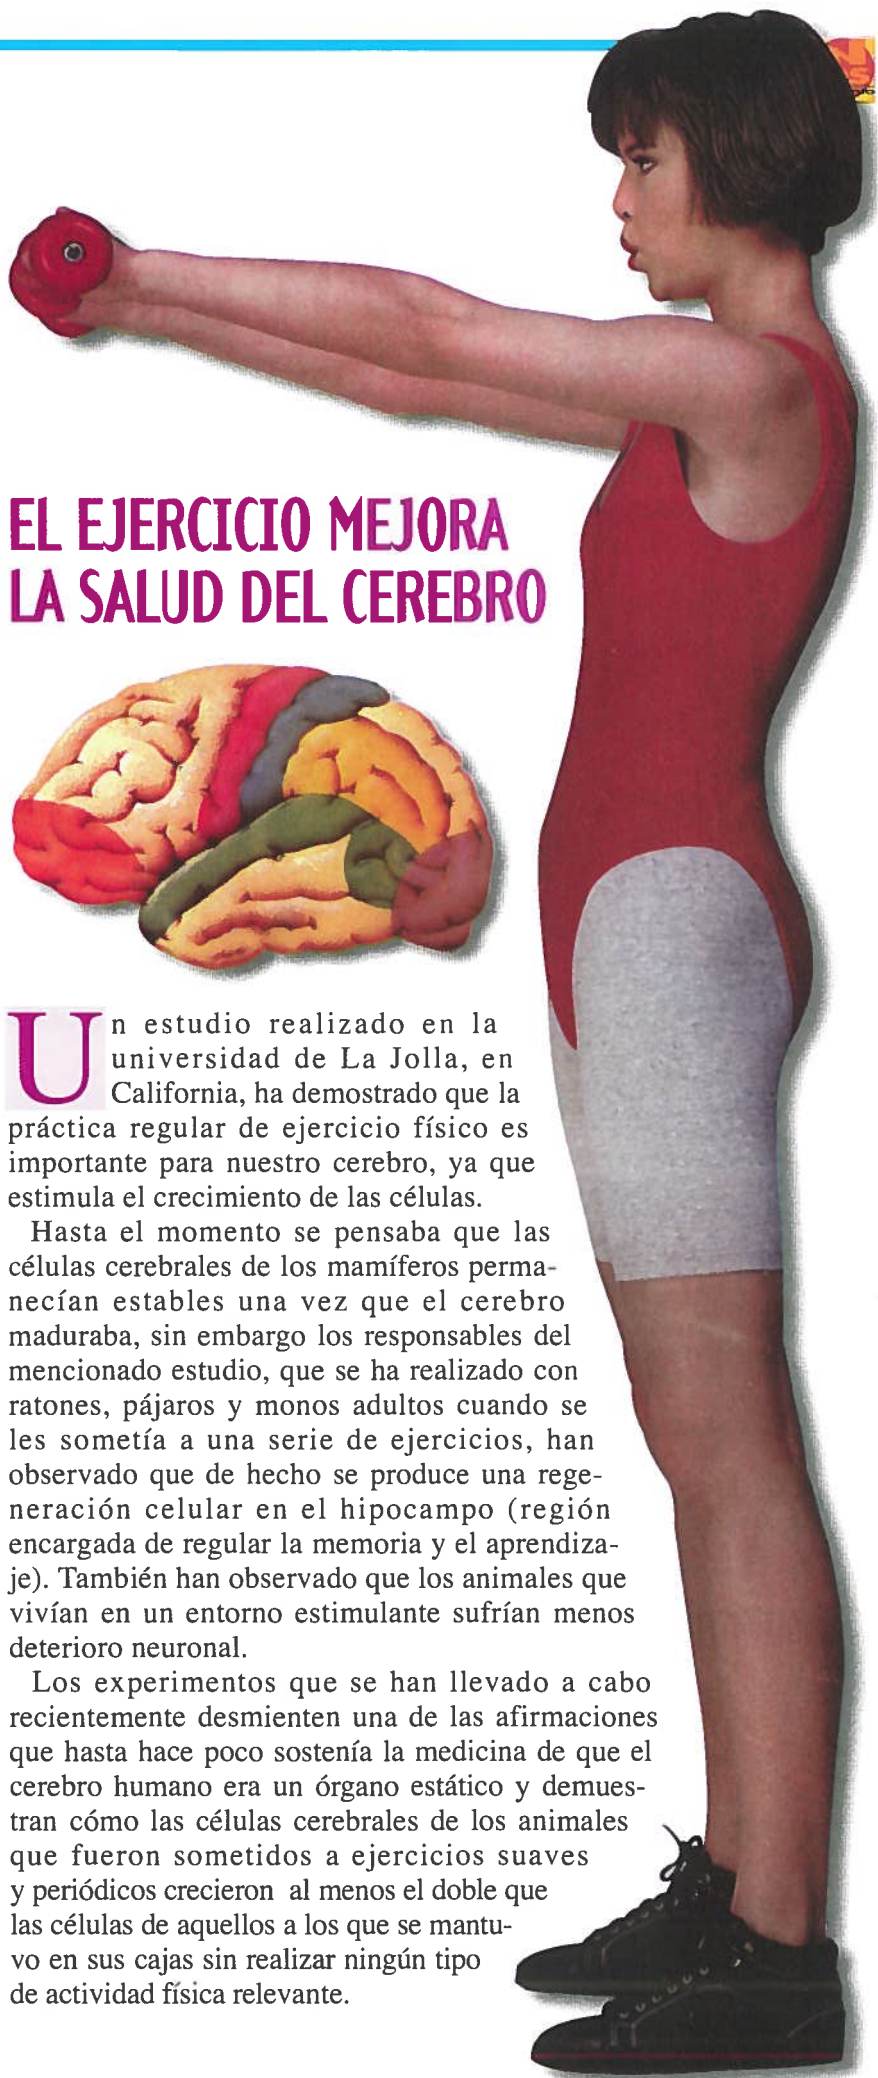 EL EJERCICIO MEJORA
LA SALUD DEL CEREBRO
Un estudio realizado en la
universidad de La Jolla, en
California, ha demostrado que la
práctica regular de ejercicio físico es
importante para nuestro cerebro, ya que
estimula el crecimiento de las células.
Hasta el momento se pensaba que las
células cerebrales de los mamíferos perma-
necían estables una vez que el cerebro
maduraba, sin embargo los responsables del
mencionado estudio, que se ha realizado con
ratones, pájaros y monos adultos cuando se
les sometía a una serie de ejercicios, han
observado que de hecho se produce una rege-
neración celular en el hipocampo (región
encargada de regular la memoria y el aprendiza-
je). También han observado que los animales que
vivían en un entorno estimulante sufrían menos
deterioro neuronal.
Los experimentos que se han llevado a cabo
recientemente desmienten una de las afirmaciones
que hasta hace poco sostenía la medicina de que el
cerebro humano era un órgano estático y demues-
tran cómo las células cerebrales de los animales
que fueron sometidos a ejercicios suaves
y periódicos crecieron al menos el doble que
las células de aquellos a los que se mantu-
vo en sus cajas sin realizar ningún tipo
de actividad física relevante.